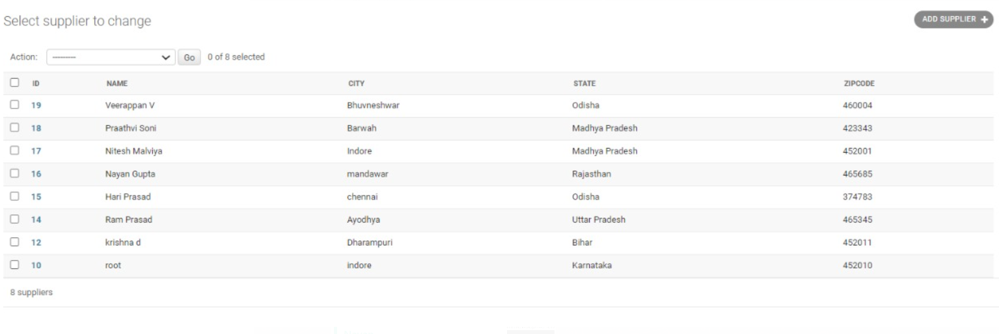 Select supplier to change
ADD SUPPLIER +
Action: --------- Go 0 of 8 selected
ID NAME CITY STATE ZIPCODE
19 Veerappan V Bhuvneshwar Odisha 460004
18 Praathvi Soni Barwah Madhya Pradesh 423343
17 Nitesh Malviya Indore Madhya Pradesh 452001
16 Nayan Gupta mandawar Rajasthan 465685
15 Hari Prasad chennai Odisha 374783
14 Ram Prasad Ayodhya Uttar Pradesh 465345
12 krishna d Dharampuri Bihar 452011
10 root indore Karnataka 452010
8 suppliers